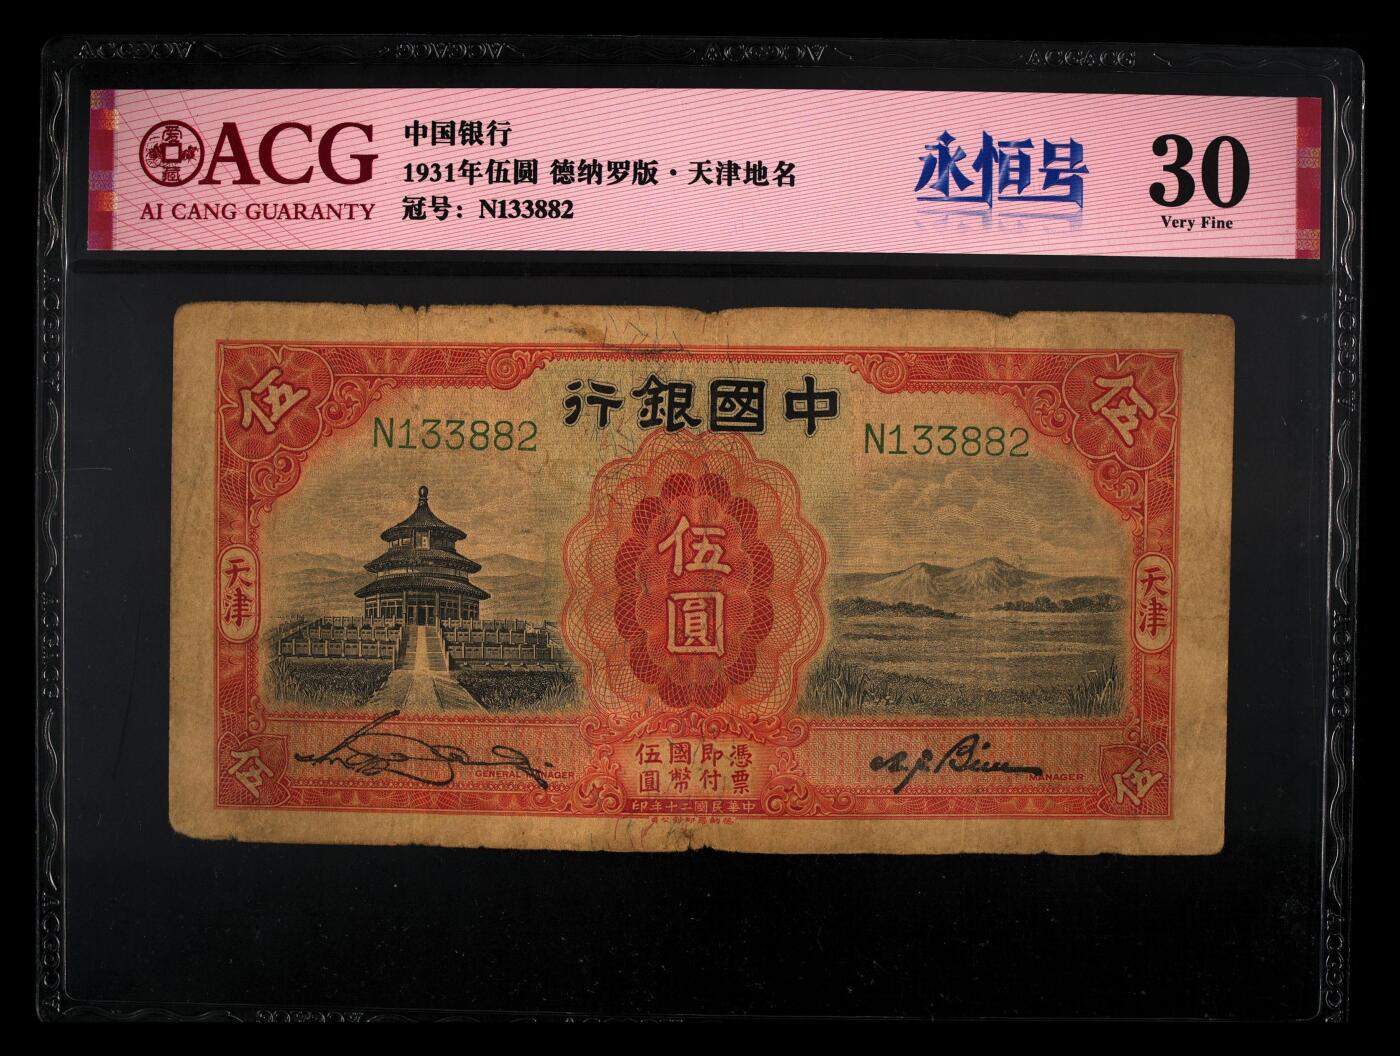 ACG
AI CANG GUARANTY
中国银行
1931年伍圆 德纳罗版·天津地名
冠号：N133882
永恒号
30
Very Fine
行銀國中
伍
伍
N133882
N133882
伍
圓
天津
天津
憑票
即付
國幣
伍圓
GENERAL MANAGER
MANAGER
伍
伍
印年十二國民華中